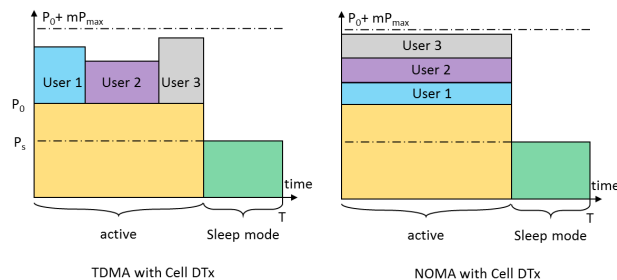 P0+ mPmax
User 1
User 2
User 3
P0
Ps
time
T
active
Sleep mode
TDMA with Cell DTx
P0+ mPmax
User 3
User 2
User 1
time
T
active
Sleep mode
NOMA with Cell DTx